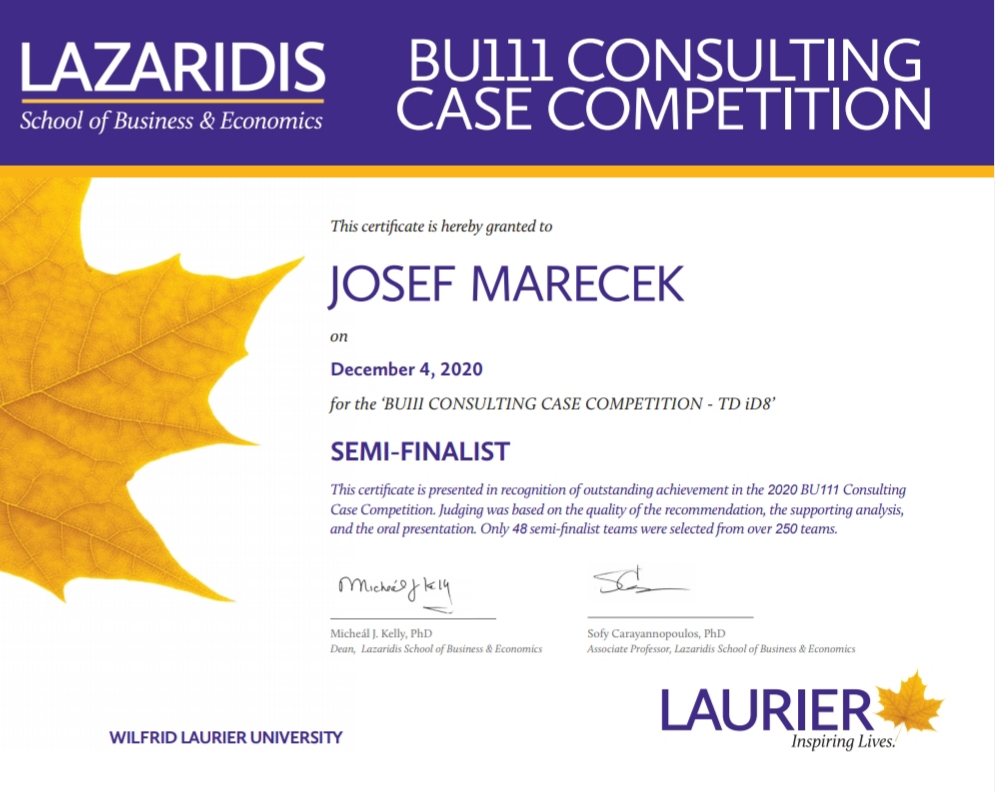 LAZARIDIS
School of Business & Economics
BU111 CONSULTING
CASE COMPETITION
This certificate is hereby granted to
JOSEF MARECEK
on
December 4, 2020
for the ‘BU111 CONSULTING CASE COMPETITION - TD iD8’
SEMI-FINALIST
This certificate is presented in recognition of outstanding achievement in the 2020 BU111 Consulting
Case Competition. Judging was based on the quality of the recommendation, the supporting analysis,
and the oral presentation. Only 48 semi-finalist teams were selected from over 250 teams.
Micheál J Kelly
Micheál J. Kelly, PhD
Dean, Lazaridis School of Business & Economics
Sofy Carayannopoulos, PhD
Associate Professor, Lazaridis School of Business & Economics
WILFRID LAURIER UNIVERSITY
LAURIER
Inspiring Lives.